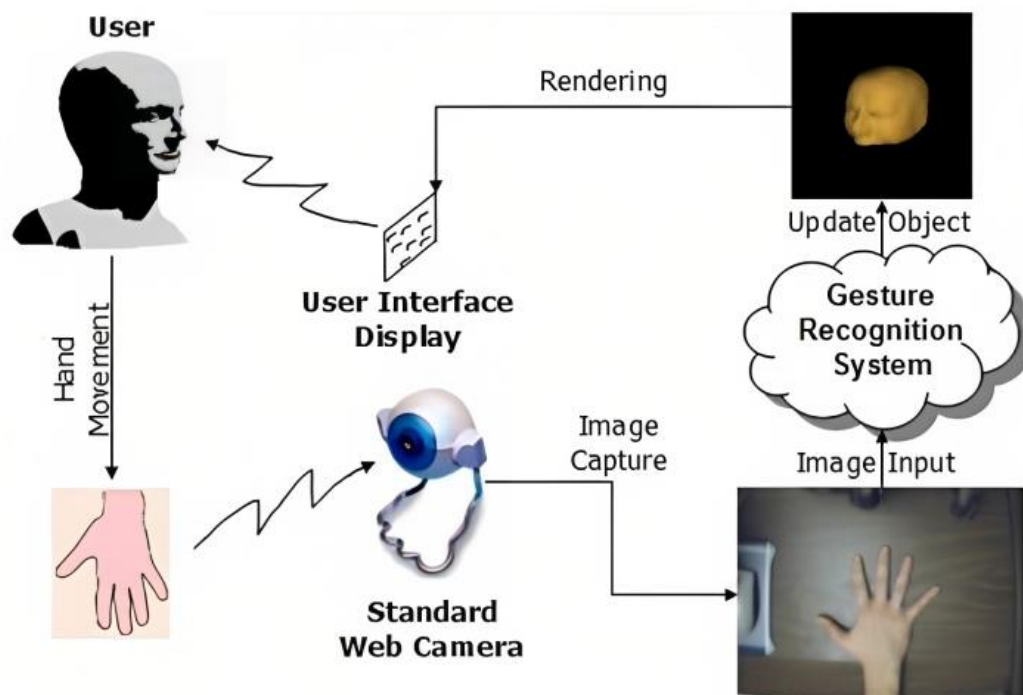 User
Rendering
Update Object
User Interface
Display
Gesture
Recognition
System
Hand
Movement
Image
Capture
Image Input
Standard
Web Camera